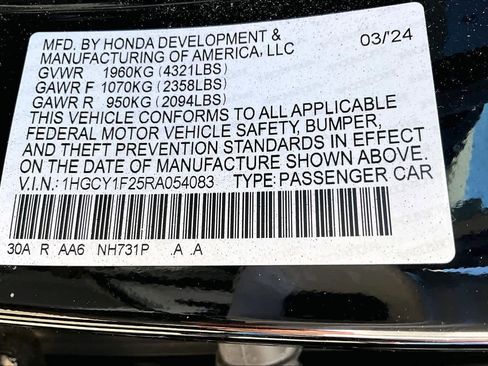 MFD. BY HONDA DEVELOPMENT &
MANUFACTURING OF AMERICA, LLC 03/'24
GVWR 1960KG (4321LBS)
GAWR F 1070KG (2358LBS)
GAWR R 950KG (2094LBS)
THIS VEHICLE CONFORMS TO ALL APPLICABLE
FEDERAL MOTOR VEHICLE SAFETY, BUMPER,
AND THEFT PREVENTION STANDARDS IN EFFECT
ON THE DATE OF MANUFACTURE SHOWN ABOVE.
V.I.N.: 1HGCY1F25RA054083 TYPE: PASSENGER CAR
30A R AA6 NH731P .A .A